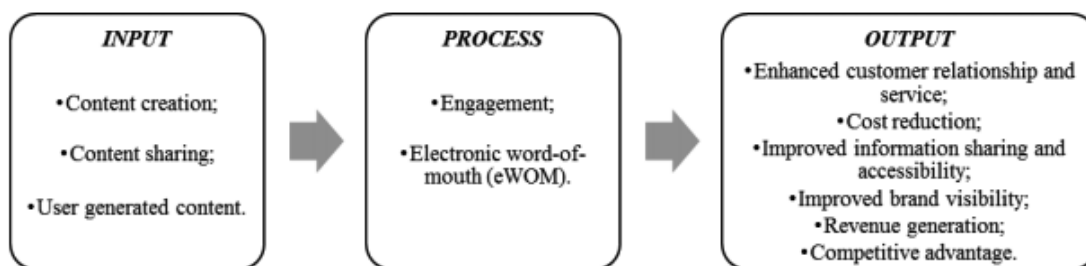 INPUT
•Content creation;
•Content sharing;
•User generated content.
PROCESS
•Engagement;
•Electronic word-of-
mouth (eWOM).
OUTPUT
•Enhanced customer relationship and
service;
•Cost reduction;
•Improved information sharing and
accessibility;
•Improved brand visibility;
•Revenue generation;
•Competitive advantage.